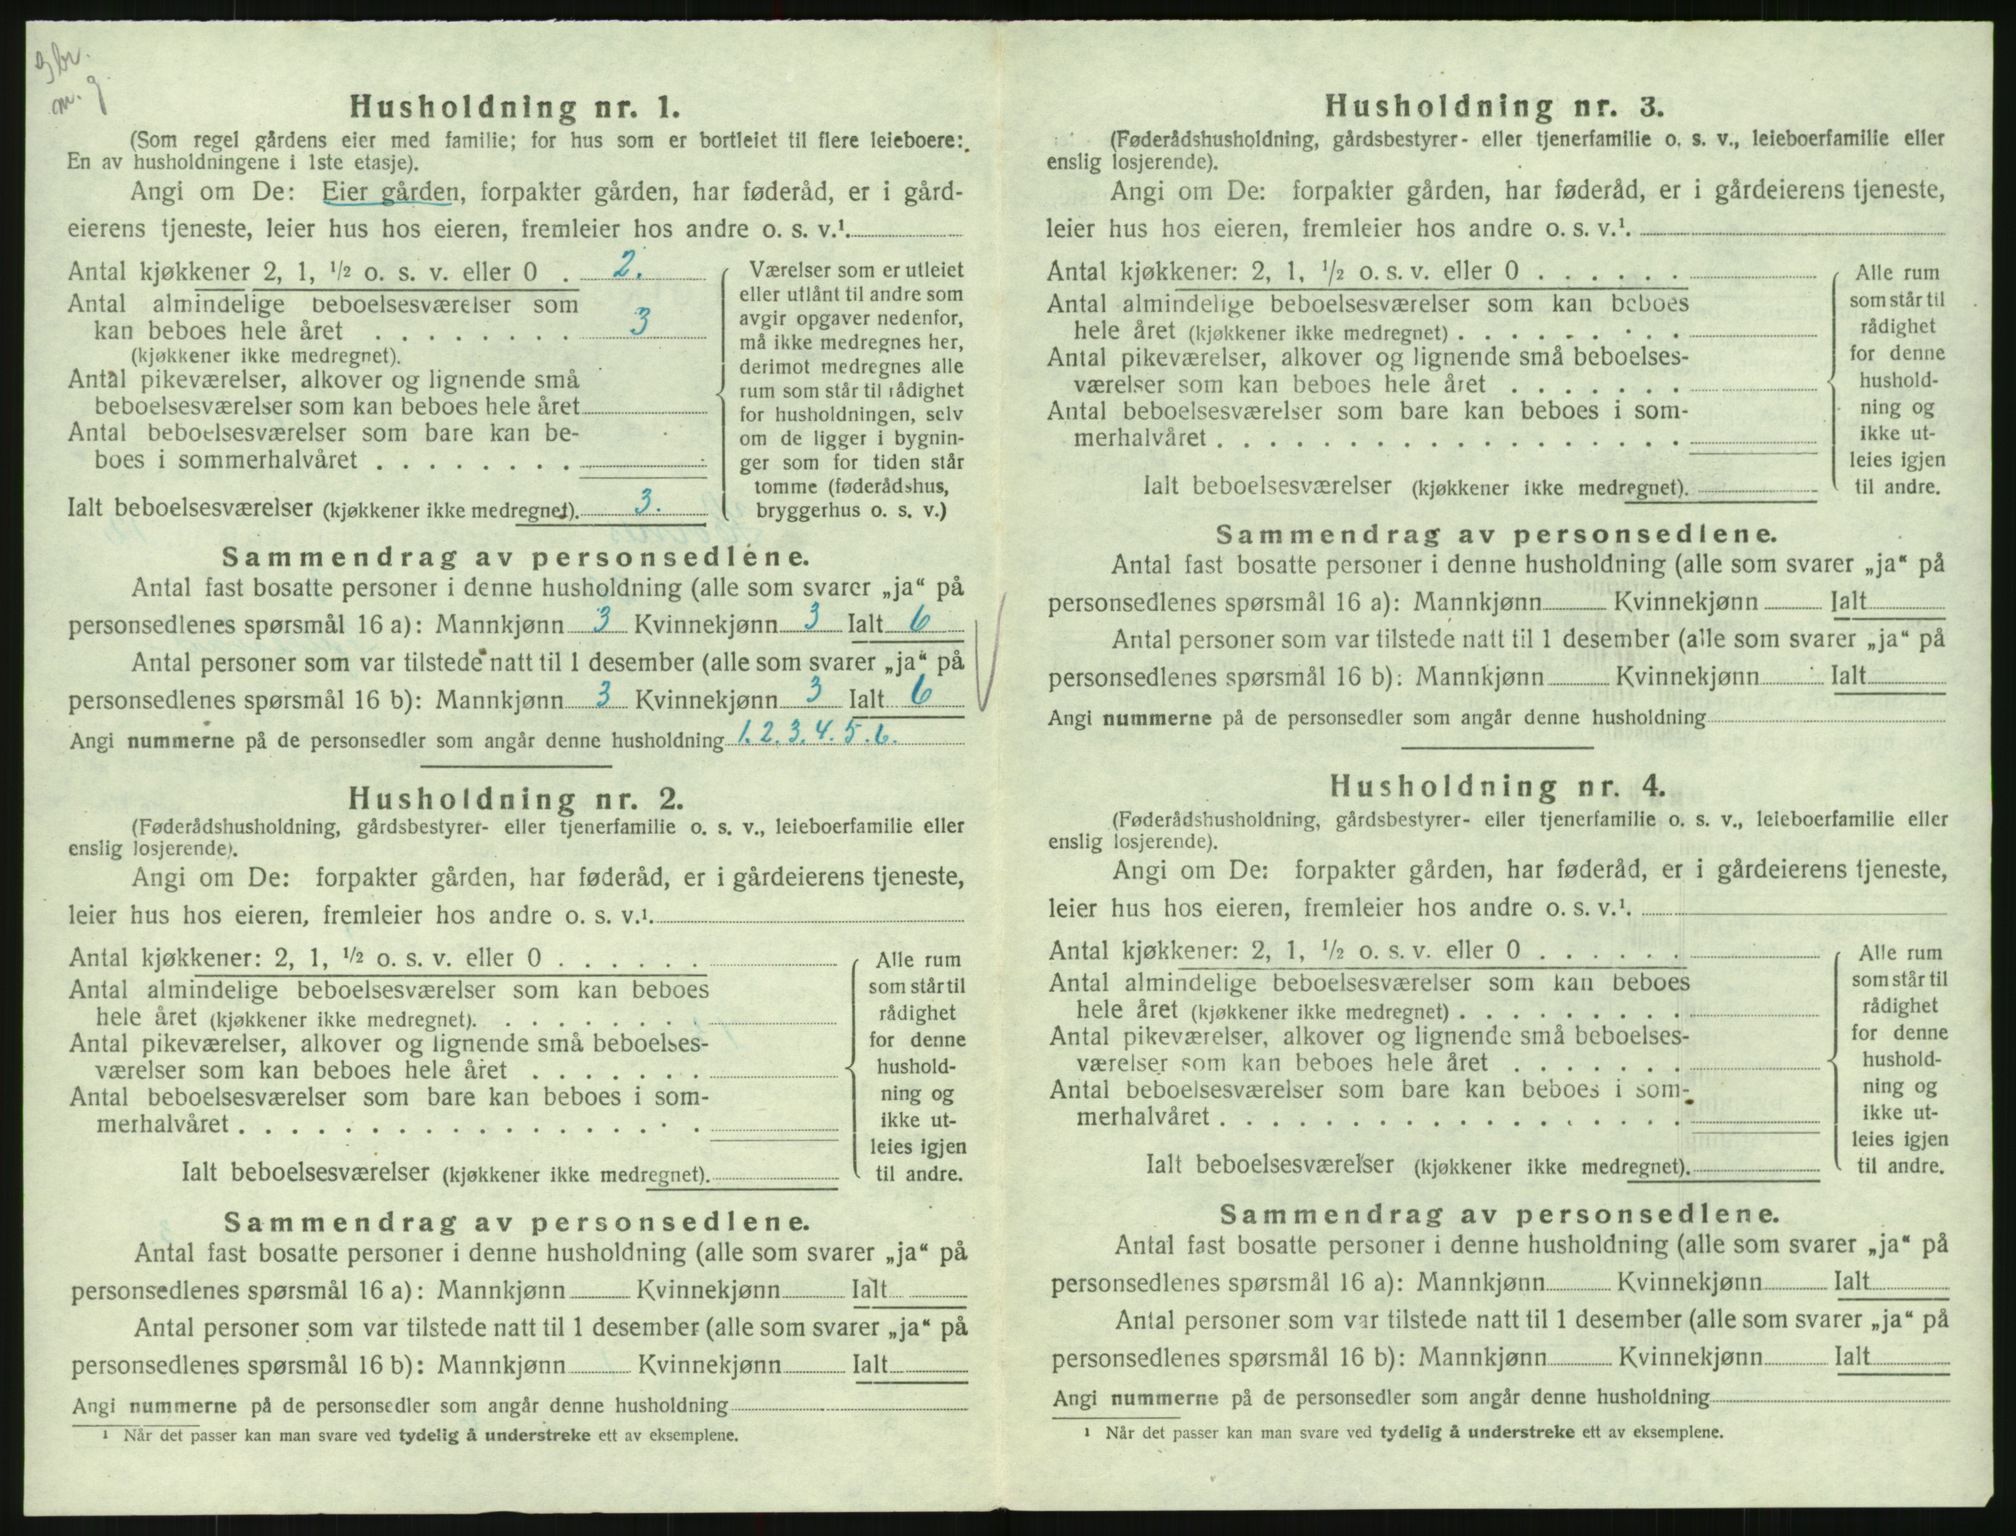 gbr.
m. g
Husholdning nr. 1.
(Som regel gårdens eier med familie; for hus som er bortleiet til flere leieboere:
En av husholdningene i 1ste etasje).
Angi om De: Eier gården, forpakter gården, har føderåd, er i gård-
eierens tjeneste, leier hus hos eieren, fremleier hos andre o. s. v.¹.
Antal kjøkkener 2, 1, 1/2 o. s. v. eller 0 . 2.
Antal almindelige beboelsesværelser som
kan beboes hele året . . . . . . . . 3
(kjøkkener ikke medregnet).
Antal pikeværelser, alkover og lignende små
beboelsesværelser som kan beboes hele året
Antal beboelsesværelser som bare kan be-
boes i sommerhalvåret . . . . . . . .
Ialt beboelsesværelser (kjøkkener ikke medregnet). 3.
Værelser som er utleiet
eller utlånt til andre som
avgir opgaver nedenfor,
må ikke medregnes her,
derimot medregnes alle
rum som står til rådighet
for husholdningen, selv
om de ligger i bygnin-
ger som for tiden står
tomme (føderådshus,
bryggerhus o. s. v.)
Sammendrag av personsedlene.
Antal fast bosatte personer i denne husholdning (alle som svarer „ja“ på
personsedlenes spørsmål 16 a): Mannkjønn 3 Kvinnekjønn 3 Ialt 6
Antal personer som var tilstede natt til 1 desember (alle som svarer „ja“ på
personsedlenes spørsmål 16 b): Mannkjønn 3 Kvinnekjønn 3 Ialt 6
Angi nummerne på de personsedler som angår denne husholdning 1. 2. 3. 4. 5. 6.
Husholdning nr. 2.
(Føderådshusholdning, gårdsbestyrer- eller tjenerfamilie o. s. v., leieboerfamilie eller
enslig losjerende).
Angi om De: forpakter gården, har føderåd, er i gårdeierens tjeneste,
leier hus hos eieren, fremleier hos andre o. s. v.¹.
Antal kjøkkener: 2, 1, 1/2 o. s. v. eller 0 . . . . . .
Antal almindelige beboelsesværelser som kan beboes
hele året (kjøkkener ikke medregnet). . . . . . . . .
Antal pikeværelser, alkover og lignende små beboelses-
værelser som kan beboes hele året . . . . . . .
Antal beboelsesværelser som bare kan beboes i som-
merhalvåret . . . . . . . . . . . . . . . . . .
Ialt beboelsesværelser (kjøkkener ikke medregnet).
Alle rum
som står til
rådighet
for denne
hushold-
ning og
ikke ut-
leies igjen
til andre.
Sammendrag av personsedlene.
Antal fast bosatte personer i denne husholdning (alle som svarer „ja“ på
personsedlenes spørsmål 16 a): Mannkjønn Kvinnekjønn Ialt
Antal personer som var tilstede natt til 1 desember (alle som svarer „ja“ på
personsedlenes spørsmål 16 b): Mannkjønn Kvinnekjønn Ialt
Angi nummerne på de personsedler som angår denne husholdning
¹ Når det passer kan man svare ved tydelig å understreke ett av eksemplene.
Husholdning nr. 3.
(Føderådshusholdning, gårdsbestyrer- eller tjenerfamilie o. s. v., leieboerfamilie eller
enslig losjerende).
Angi om De: forpakter gården, har føderåd, er i gårdeierens tjeneste,
leier hus hos eieren, fremleier hos andre o. s. v.¹.
Antal kjøkkener: 2, 1, 1/2 o. s. v. eller 0 . . . . . .
Antal almindelige beboelsesværelser som kan beboes
hele året (kjøkkener ikke medregnet) . . . . . . . . .
Antal pikeværelser, alkover og lignende små beboelses-
værelser som kan beboes hele året . . . . . . .
Antal beboelsesværelser som bare kan beboes i som-
merhalvåret . . . . . . . . . . . . . . . . . .
Ialt beboelsesværelser (kjøkkener ikke medregnet).
Alle rum
som står til
rådighet
for denne
hushold-
ning og
ikke ut-
leies igjen
til andre.
Sammendrag av personsedlene.
Antal fast bosatte personer i denne husholdning (alle som svarer „ja“ på
personsedlenes spørsmål 16 a): Mannkjønn Kvinnekjønn Ialt
Antal personer som var tilstede natt til 1 desember (alle som svarer „ja“ på
personsedlenes spørsmål 16 b): Mannkjønn Kvinnekjønn Ialt
Angi nummerne på de personsedler som angår denne husholdning
Husholdning nr. 4.
(Føderådshusholdning, gårdsbestyrer- eller tjenerfamilie o. s. v., leieboerfamilie eller
enslig losjerende).
Angi om De: forpakter gården, har føderåd, er i gårdeierens tjeneste,
leier hus hos eieren, fremleier hos andre o. s. v.¹.
Antal kjøkkener: 2, 1, 1/2 o. s. v. eller 0 . . . . . .
Antal almindelige beboelsesværelser som kan beboes
hele året (kjøkkener ikke medregnet) . . . . . . . . .
Antal pikeværelser, alkover og lignende små beboelses-
værelser som kan beboes hele året . . . . . . .
Antal beboelsesværelser som bare kan beboes i som-
merhalvåret . . . . . . . . . . . . . . . . . .
Ialt beboelsesværelser (kjøkkener ikke medregnet).
Alle rum
som står til
rådighet
for denne
hushold-
ning og
ikke ut-
leies igjen
til andre.
Sammendrag av personsedlene.
Antal fast bosatte personer i denne husholdning (alle som svarer „ja“ på
personsedlenes spørsmål 16 a): Mannkjønn Kvinnekjønn Ialt
Antal personer som var tilstede natt til 1 desember (alle som svarer „ja“ på
personsedlenes spørsmål 16 b): Mannkjønn Kvinnekjønn Ialt
Angi nummerne på de personsedler som angår denne husholdning
¹ Når det passer kan man svare ved tydelig å understreke ett av eksemplene.